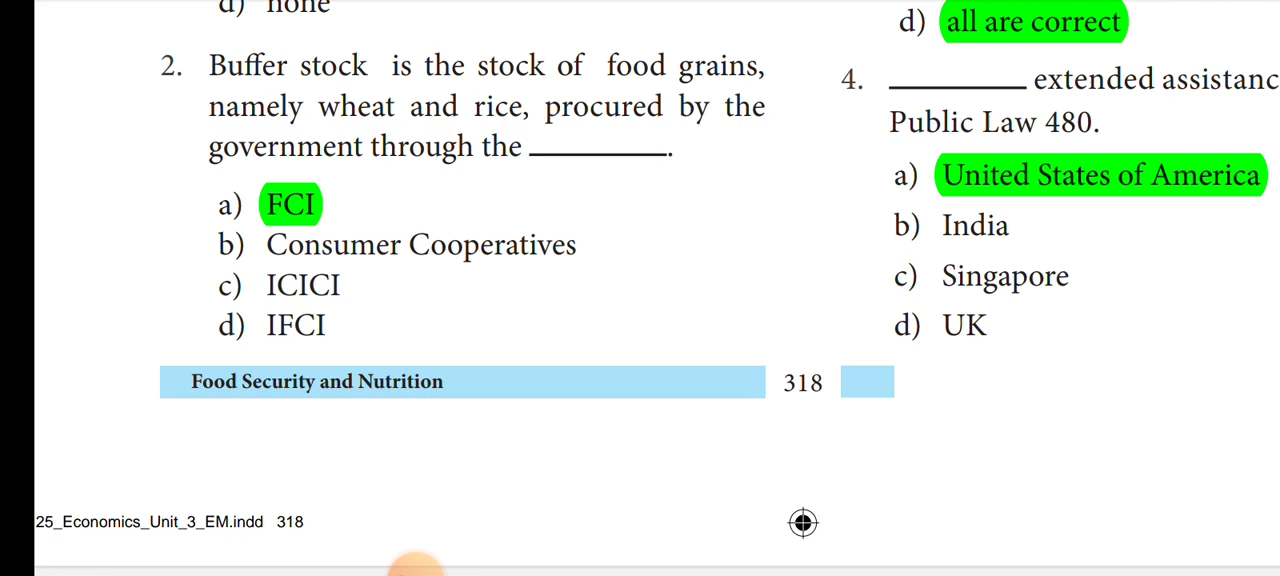 d) none
2. Buffer stock is the stock of food grains,
namely wheat and rice, procured by the
government through the ________.
a) FCI
b) Consumer Cooperatives
c) ICICI
d) IFCI
Food Security and Nutrition
318
25_Economics_Unit_3_EM.indd 318
d) all are correct
4. ________ extended assistanc
Public Law 480.
a) United States of America
b) India
c) Singapore
d) UK